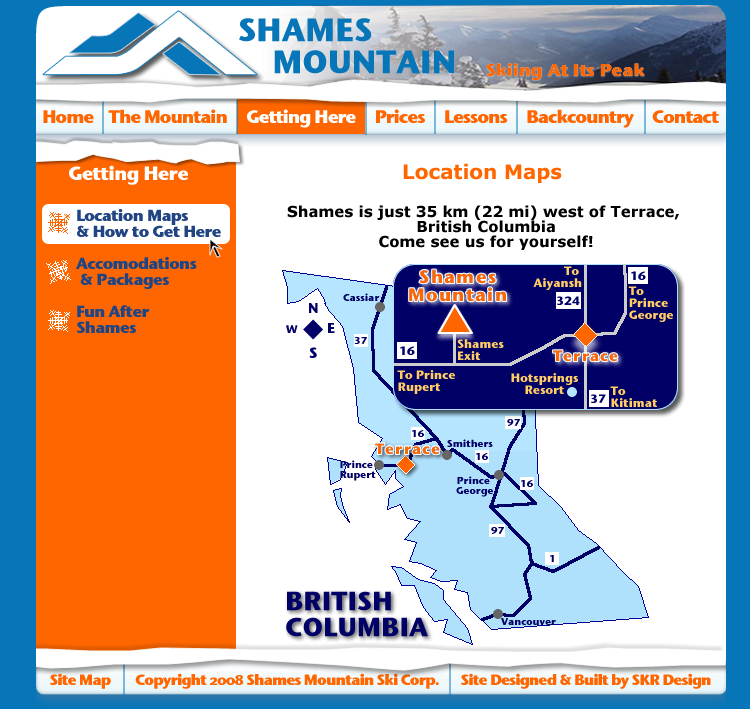 SHAMES
MOUNTAIN
Skiing At Its Peak
Home The Mountain Getting Here Prices Lessons Backcountry Contact
Getting Here
Location Maps
& How to Get Here
Accomodations
& Packages
Fun After
Shames
Location Maps
Shames is just 35 km (22 mi) west of Terrace,
British Columbia
Come see us for yourself!
Shames
Mountain
To
Aiyansh
324
16
To
Prince
George
16
Shames
Exit
Terrace
To Prince
Rupert
Hotsprings
Resort
37
To
Kitimat
N
W E
S
Cassiar
37
16
97
Terrace
Smithers
16
Prince
Rupert
Prince
George
16
97
1
Vancouver
BRITISH
COLUMBIA
Site Map Copyright 2008 Shames Mountain Ski Corp. Site Designed & Built by SKR Design